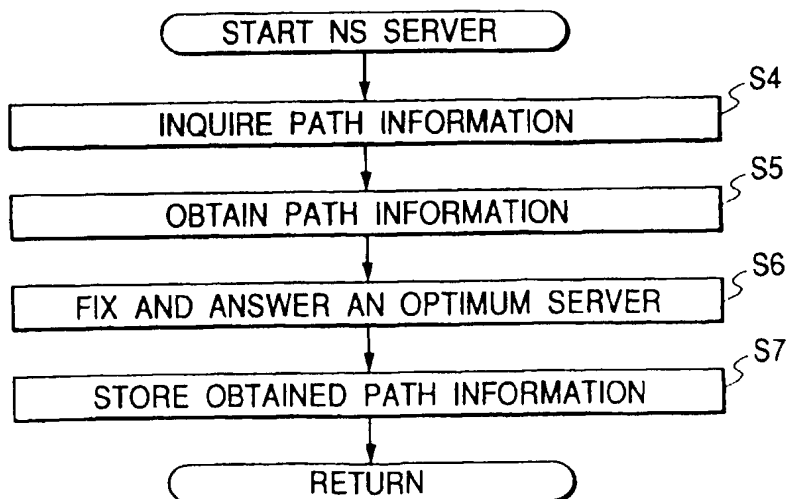 START NS SERVER
S4
INQUIRE PATH INFORMATION
S5
OBTAIN PATH INFORMATION
S6
FIX AND ANSWER AN OPTIMUM SERVER
S7
STORE OBTAINED PATH INFORMATION
RETURN